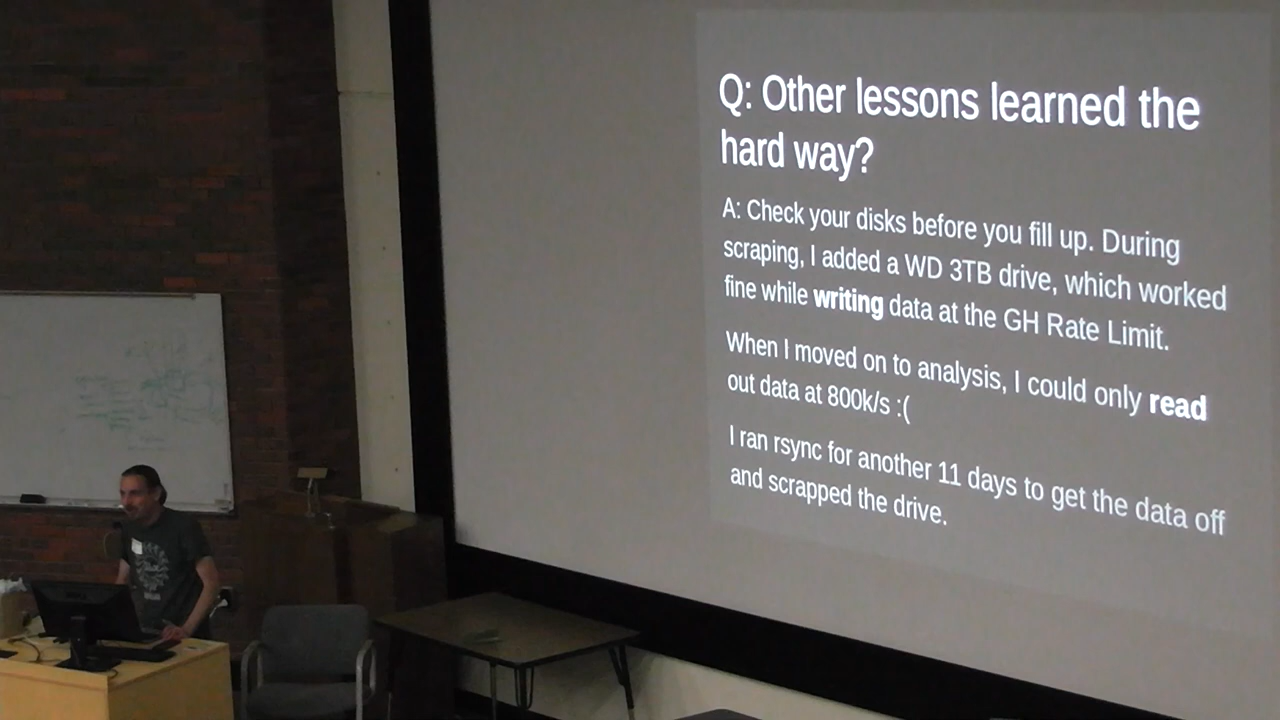 Q: Other lessons learned the
hard way?
A: Check your disks before you fill up. During
scraping, I added a WD 3TB drive, which worked
fine while writing data at the GH Rate Limit.
When I moved on to analysis, I could only read
out data at 800k/s :(
I ran rsync for another 11 days to get the data off
and scrapped the drive.